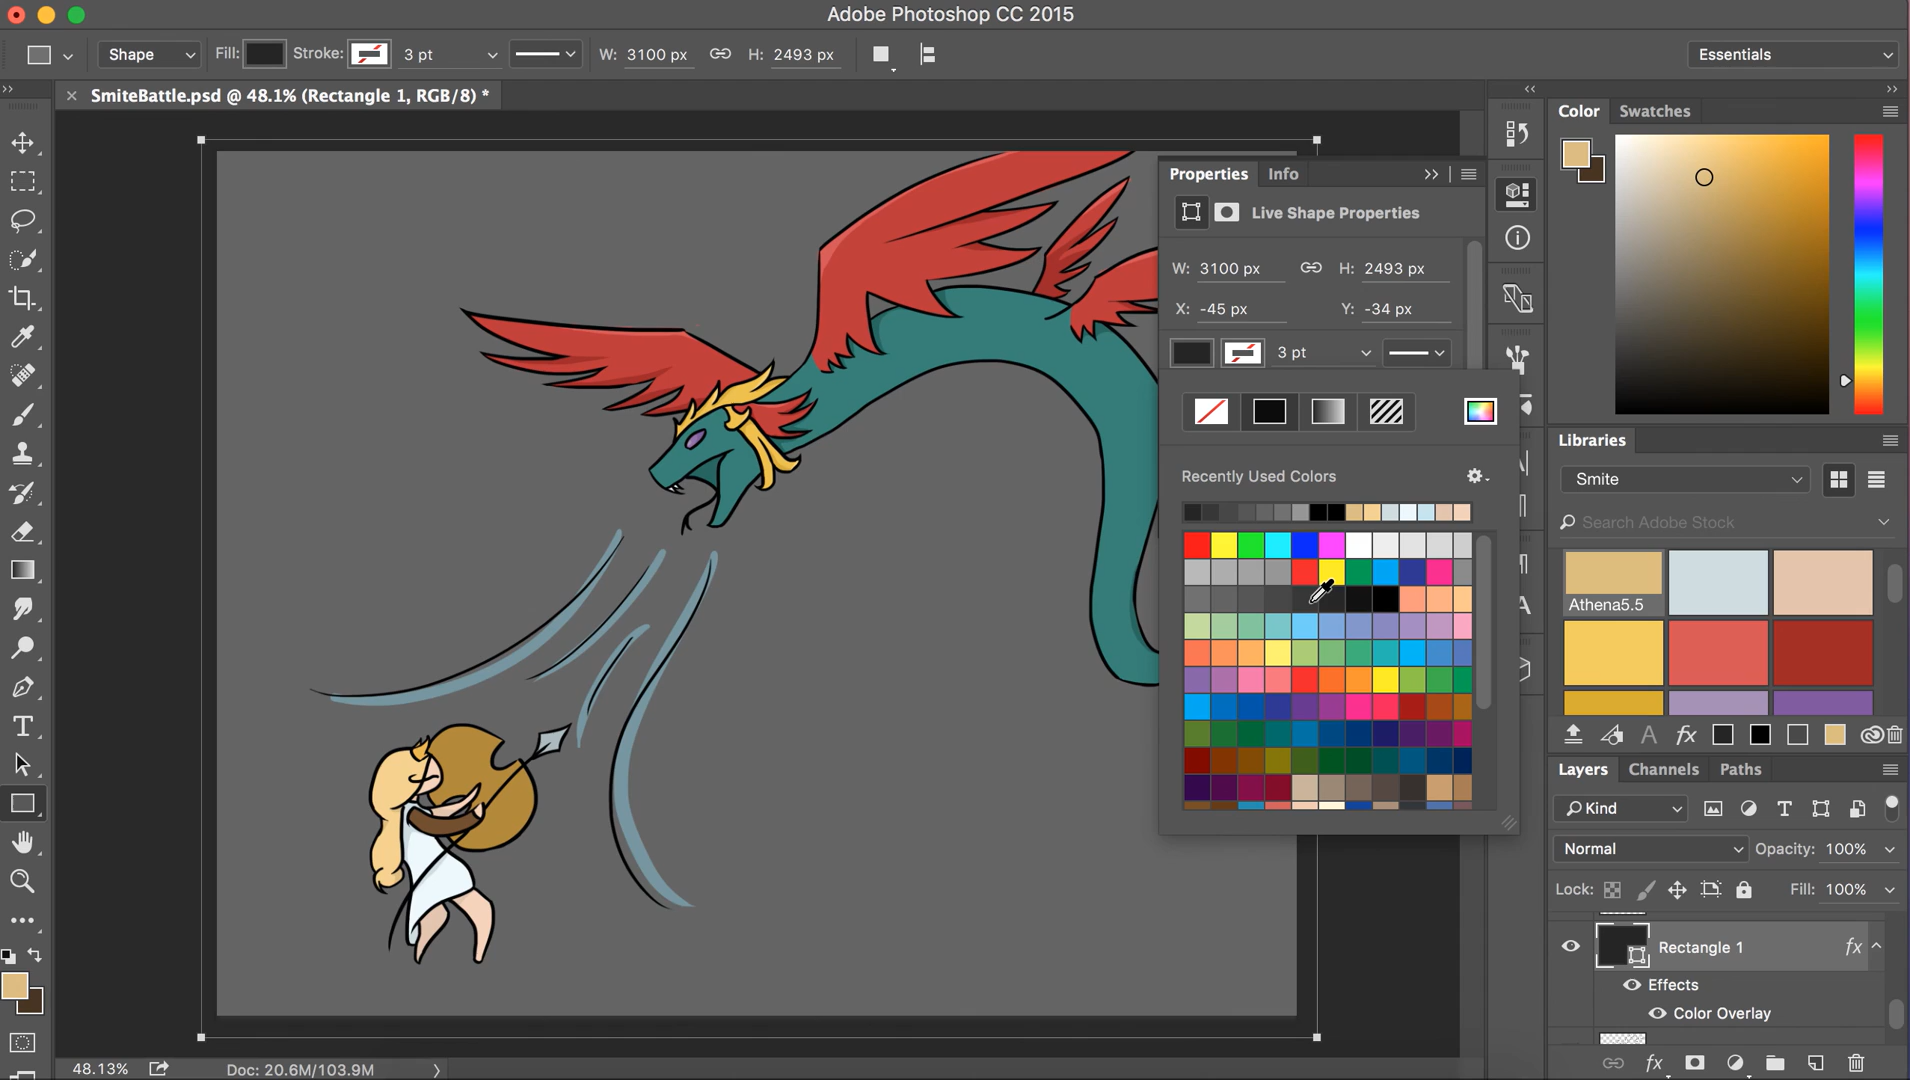 Adobe Photoshop CC 2015
Shape Fill: Stroke: 3 pt W: 3100 px H: 2493 px Essentials
SmiteBattle.psd @ 48.1% (Rectangle 1, RGB/8) *
Color Swatches
Properties Info
Live Shape Properties
W: 3100 px H: 2493 px
X: -45 px Y: -34 px
3 pt
Recently Used Colors
Libraries
Smite
Search Adobe Stock
Athena5.5
Layers Channels Paths
Kind
Normal Opacity: 100%
Lock: Fill: 100%
Rectangle 1 fx
Effects
Color Overlay
48.13% Doc: 20.6M/103.9M
fx